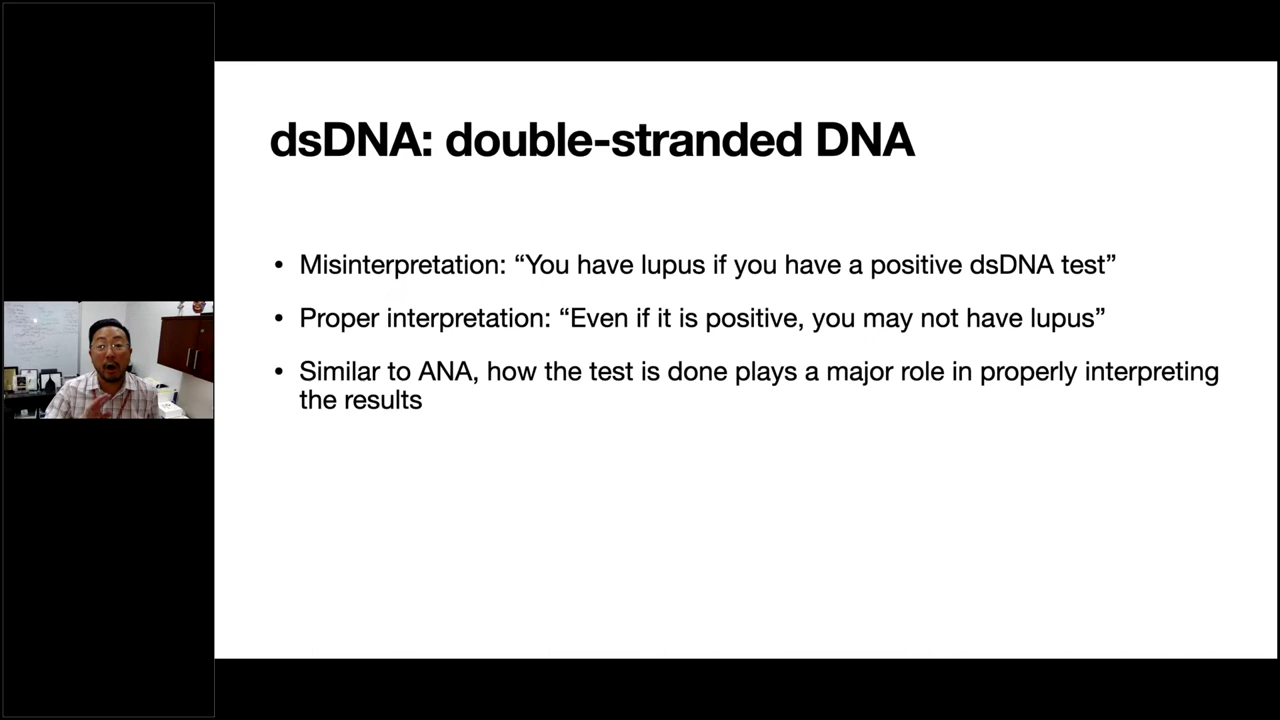 dsDNA: double-stranded DNA
• Misinterpretation: “You have lupus if you have a positive dsDNA test”
• Proper interpretation: “Even if it is positive, you may not have lupus”
• Similar to ANA, how the test is done plays a major role in properly interpreting
the results